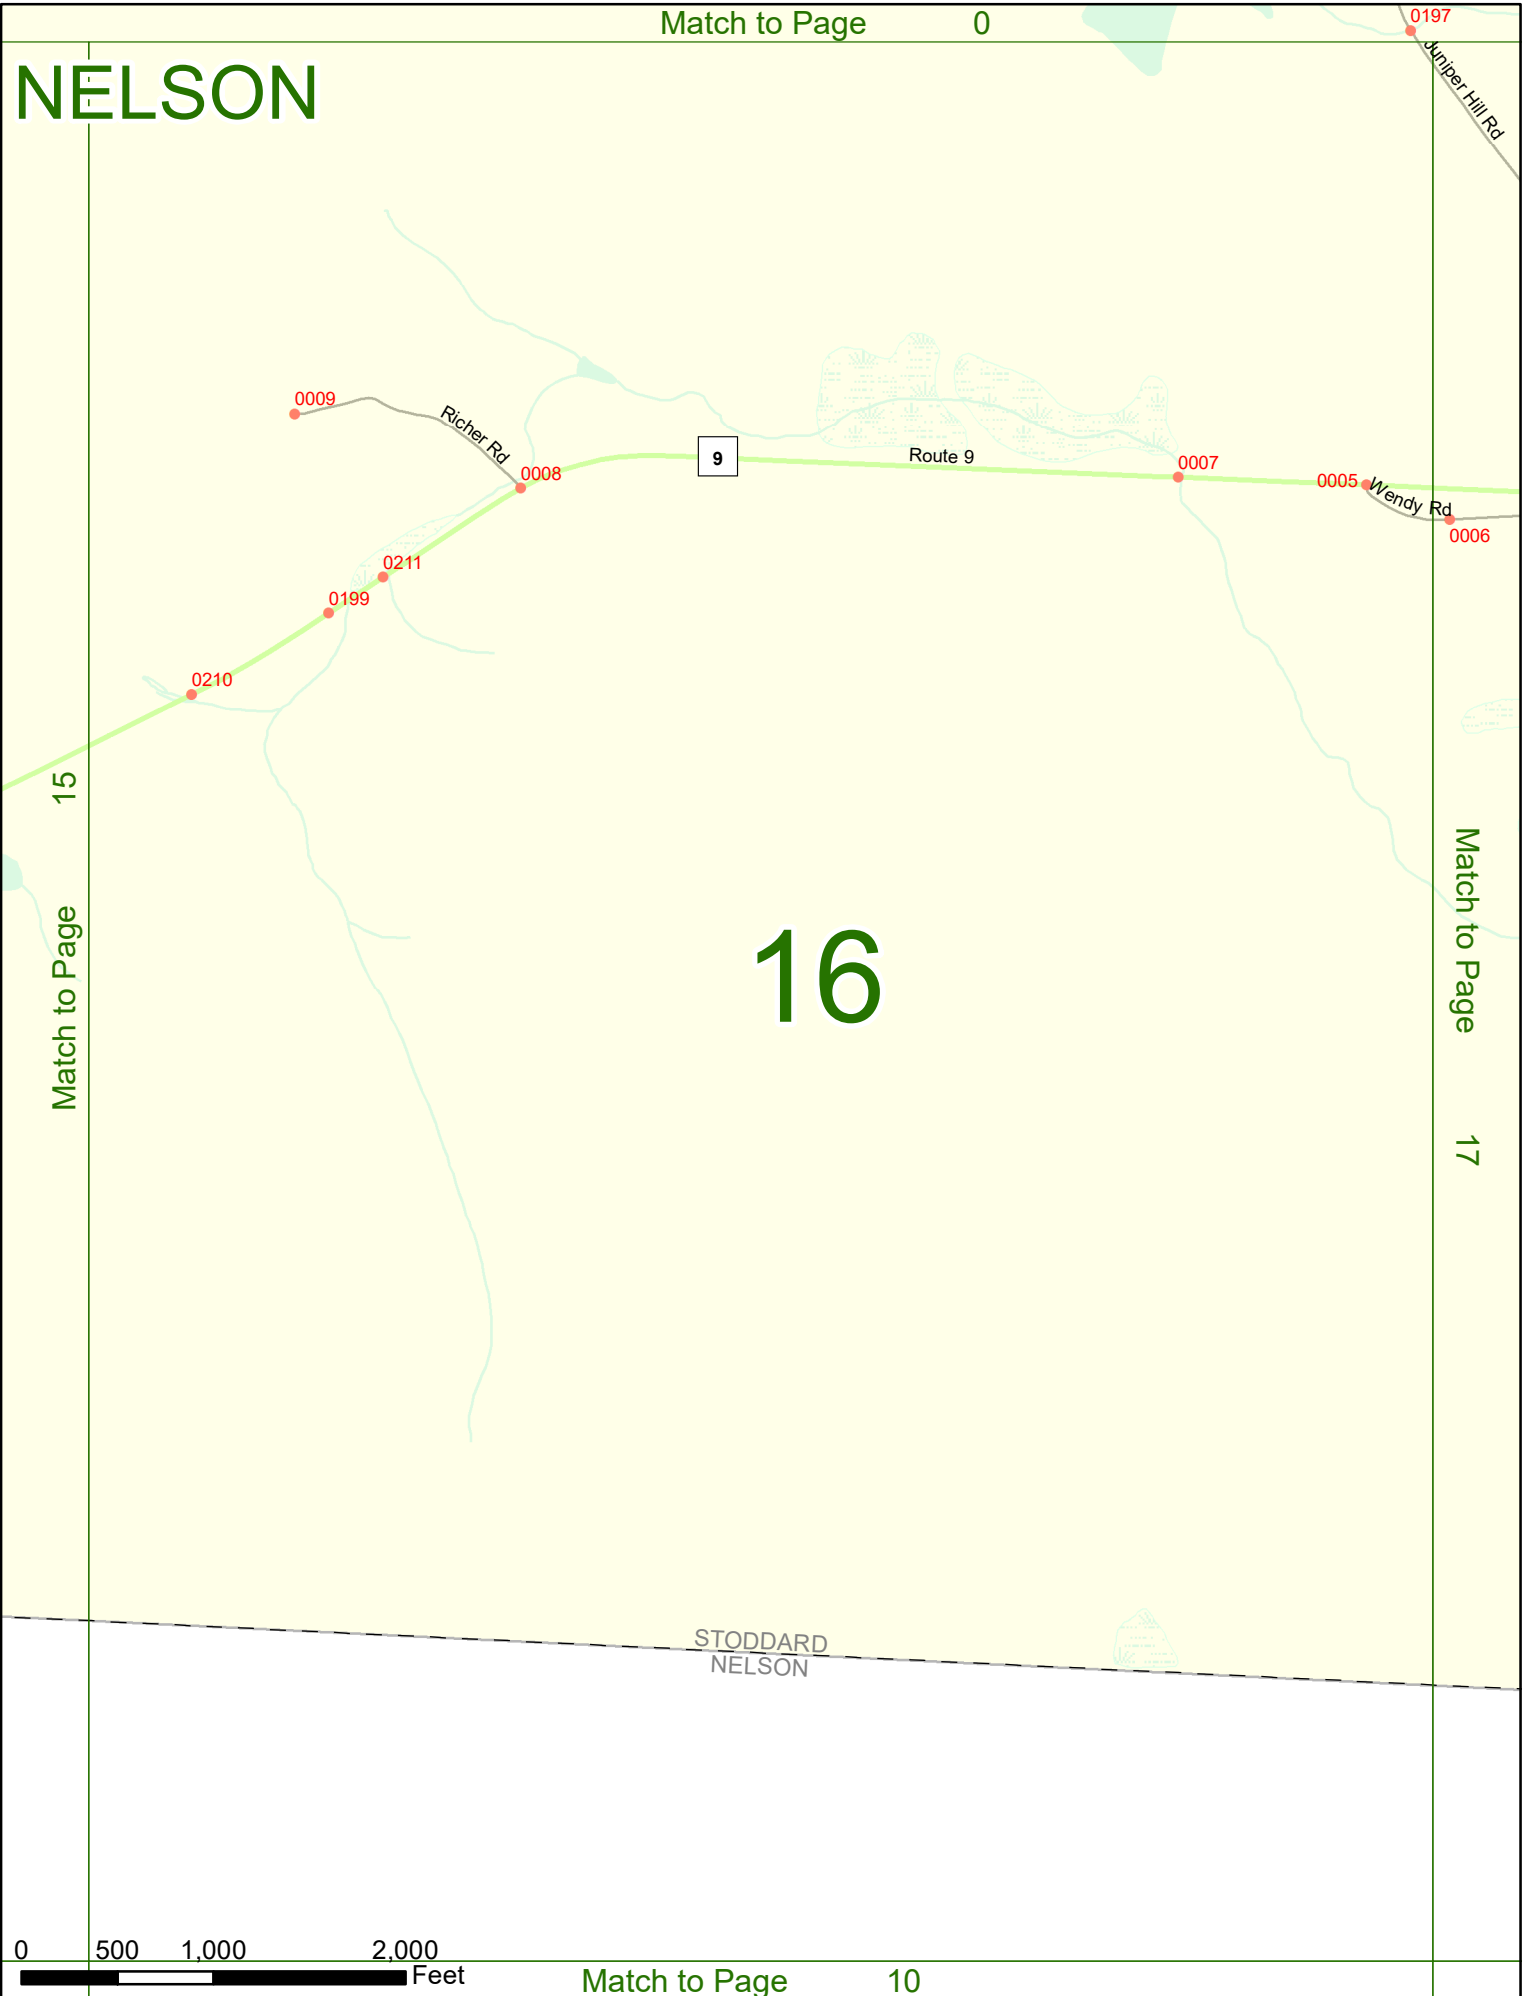 Match to Page 0
0197
NELSON
Juniper Hill Rd
0009
Richer Rd
0008
9
Route 9
0007
0005
Wendy Rd
0006
0211
0199
0210
Match to Page 15
Match to Page 17
16
STODDARD
NELSON
0 500 1,000 2,000
Feet
Match to Page 10